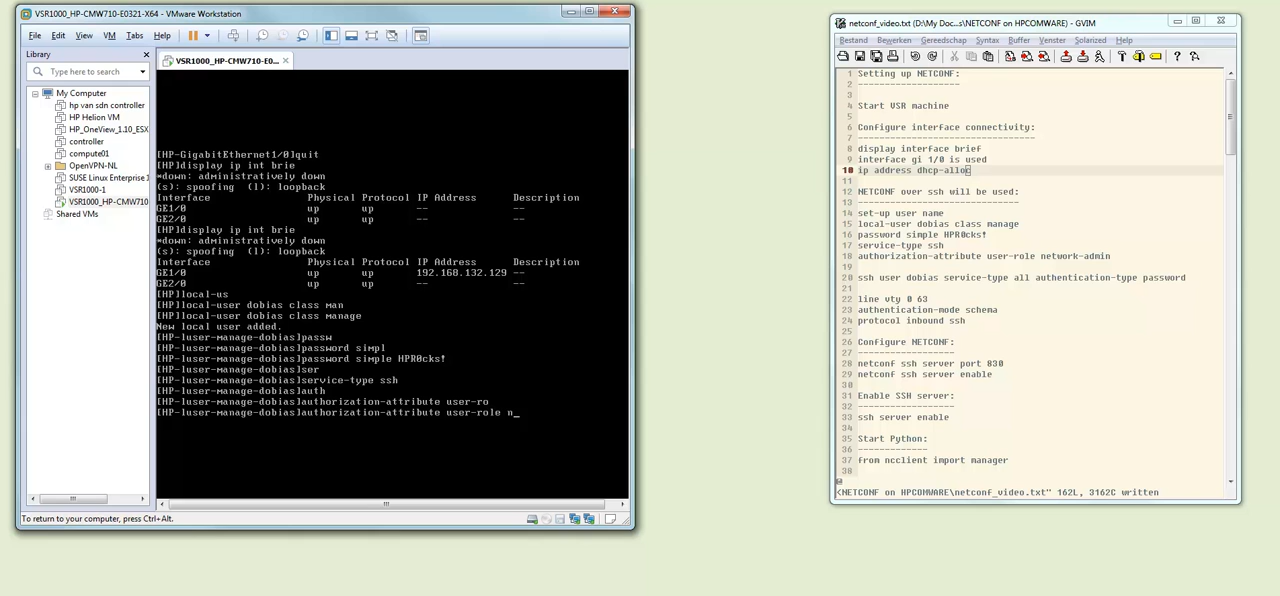 VSR1000_HP-CMW710-E0321-X64 - VMware Workstation
File Edit View VM Tabs Help
Library
Type here to search
My Computer
hp van sdn controller
HP Helion VM
HP_OneView_1.10_ESX
controller
compute01
OpenVPN-NL
SUSE Linux Enterprise
VSR1000-1
VSR1000_HP-CMW710
Shared VMs
VSR1000_HP-CMW710-E0...
[HP-GigabitEthernet1/0]quit
[HP]display ip int brie
*down: administratively down
(s): spoofing (l): loopback
Interface Physical Protocol IP Address Description
GE1/0 up up -- --
GE2/0 up up -- --
[HP]display ip int brie
*down: administratively down
(s): spoofing (l): loopback
Interface Physical Protocol IP Address Description
GE1/0 up up 192.168.132.129 --
GE2/0 up up -- --
[HP]local-us
[HP]local-user dobias class man
[HP]local-user dobias class manage
New local user added.
[HP-luser-manage-dobias]passw
[HP-luser-manage-dobias]password simpl
[HP-luser-manage-dobias]password simple HPR0cks!
[HP-luser-manage-dobias]ser
[HP-luser-manage-dobias]service-type ssh
[HP-luser-manage-dobias]auth
[HP-luser-manage-dobias]authorization-attribute user-ro
[HP-luser-manage-dobias]authorization-attribute user-role n_
To return to your computer, press Ctrl+Alt.
netconf_video.txt (D:\My Doc...s\NETCONF on HPCOMWARE) - GVIM
Bestand Bewerken Gereedschap Syntax Buffer Venster Solarized Help
1 Setting up NETCONF:
2 -------------------
3
4 Start VSR machine
5
6 Configure interface connectivity:
7 ---------------------------------
8 display interface brief
9 interface gi 1/0 is used
10 ip address dhcp-alloc
11
12 NETCONF over ssh will be used:
13 ------------------------------
14 set-up user name
15 local-user dobias class manage
16 password simple HPR0cks!
17 service-type ssh
18 authorization-attribute user-role network-admin
19
20 ssh user dobias service-type all authentication-type password
21
22 line vty 0 63
23 authentication-mode schema
24 protocol inbound ssh
25
26 Configure NETCONF:
27 ------------------
28 netconf ssh server port 830
29 netconf ssh server enable
30
31 Enable SSH server:
32 ------------------
33 ssh server enable
34
35 Start Python:
36 -------------
37 from ncclient import manager
38
@
<NETCONF on HPCOMWARE\netconf_video.txt" 162L, 3162C written